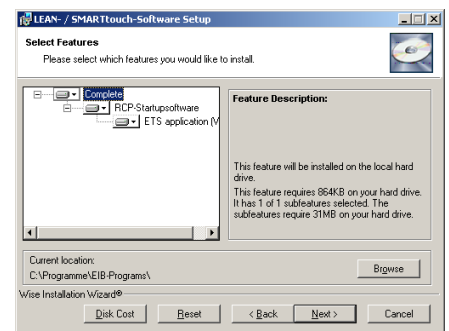 LEAN- / SMARTtouch-Software Setup
Select Features
Please select which features you would like to install.
Complete
RCP-Startupsoftware
ETS application (V
Feature Description:
This feature will be installed on the local hard
drive.
This feature requires 864KB on your hard drive.
It has 1 of 1 subfeatures selected. The
subfeatures require 31MB on your hard drive.
Current location:
C:\Programme\EIB-Programs\
Browse
Wise Installation Wizard®
Disk Cost
Reset
< Back
Next >
Cancel